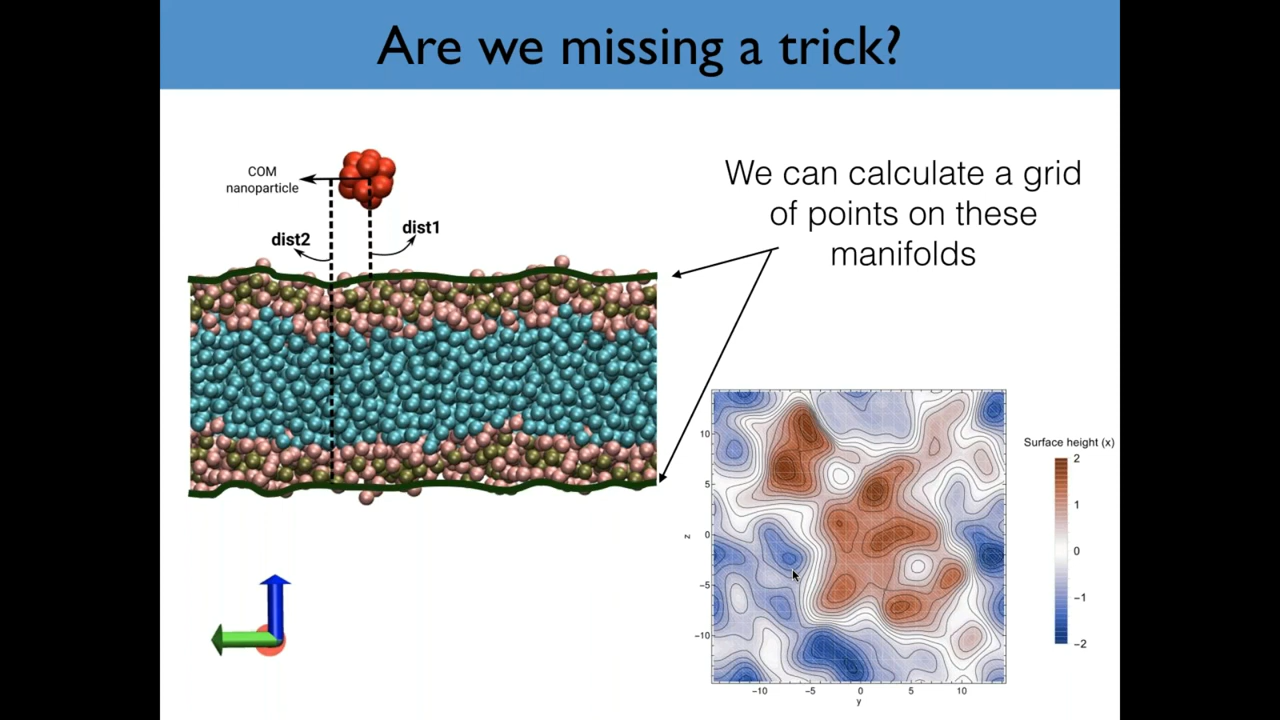 Are we missing a trick?
COM
nanoparticle
dist2
dist1
We can calculate a grid
of points on these
manifolds
Surface height (x)
2
1
0
−1
−2
10
5
0
−5
−10
z
−10
−5
0
5
10
y